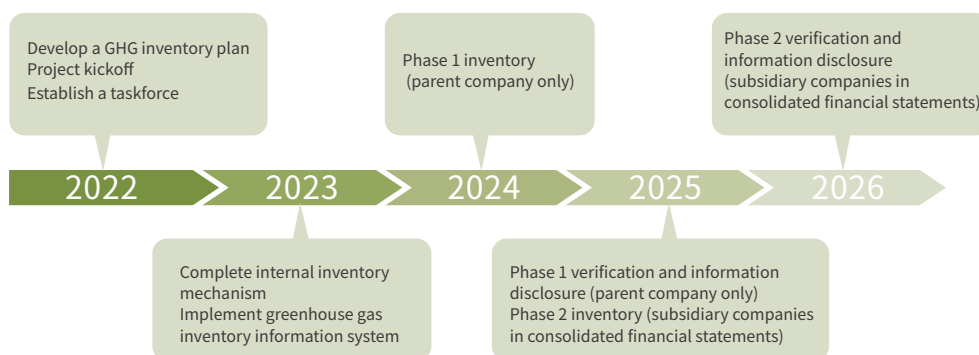 Develop a GHG inventory plan
Project kickoff
Establish a taskforce
Phase 1 inventory
(parent company only)
Phase 2 verification and
information disclosure
(subsidiary companies in
consolidated financial statements)
2022
2023
2024
2025
2026
Complete internal inventory
mechanism
Implement greenhouse gas
inventory information system
Phase 1 verification and information
disclosure (parent company only)
Phase 2 inventory (subsidiary companies
in consolidated financial statements)